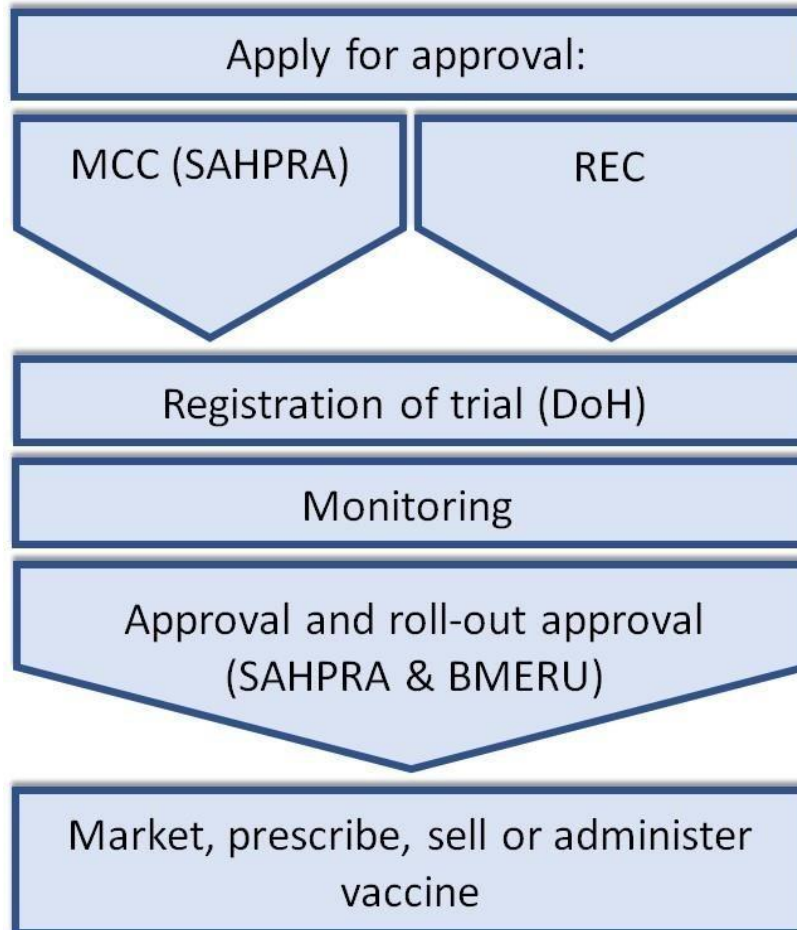 Apply for approval:
MCC (SAHPRA)
REC
Registration of trial (DoH)
Monitoring
Approval and roll-out approval
(SAHPRA & BMERU)
Market, prescribe, sell or administer
vaccine